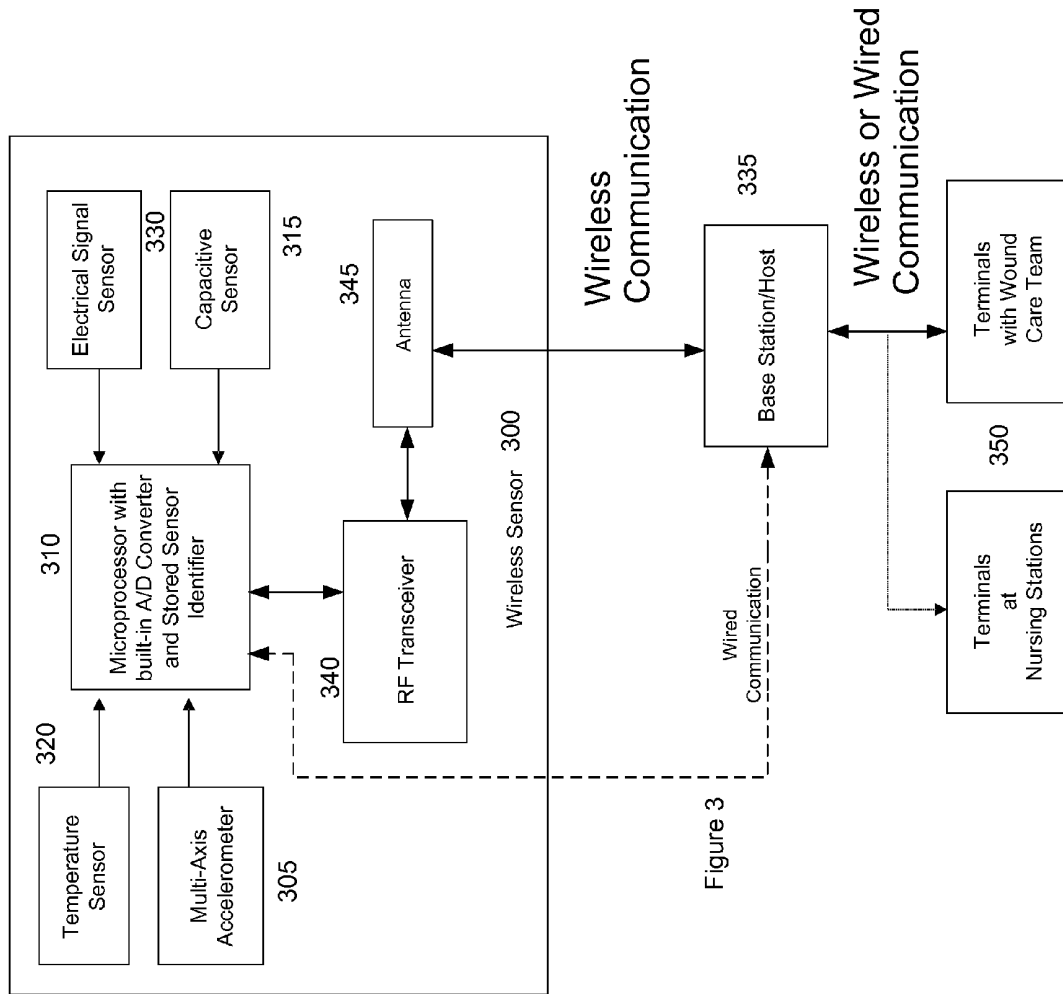 Temperature
Sensor
320
Multi-Axis
Accelerometer
305
310
Microprocessor with
built-in A/D Converter
and Stored Sensor
Identifier
Electrical Signal
Sensor
330
Capacitive
Sensor
315
340
RF Transceiver
345
Antenna
Wireless Sensor 300
Wireless
Communication
Wired
Communication
335
Base Station/Host
Wireless or Wired
Communication
Terminals
at
Nursing Stations
350
Terminals
with Wound
Care Team
Figure 3